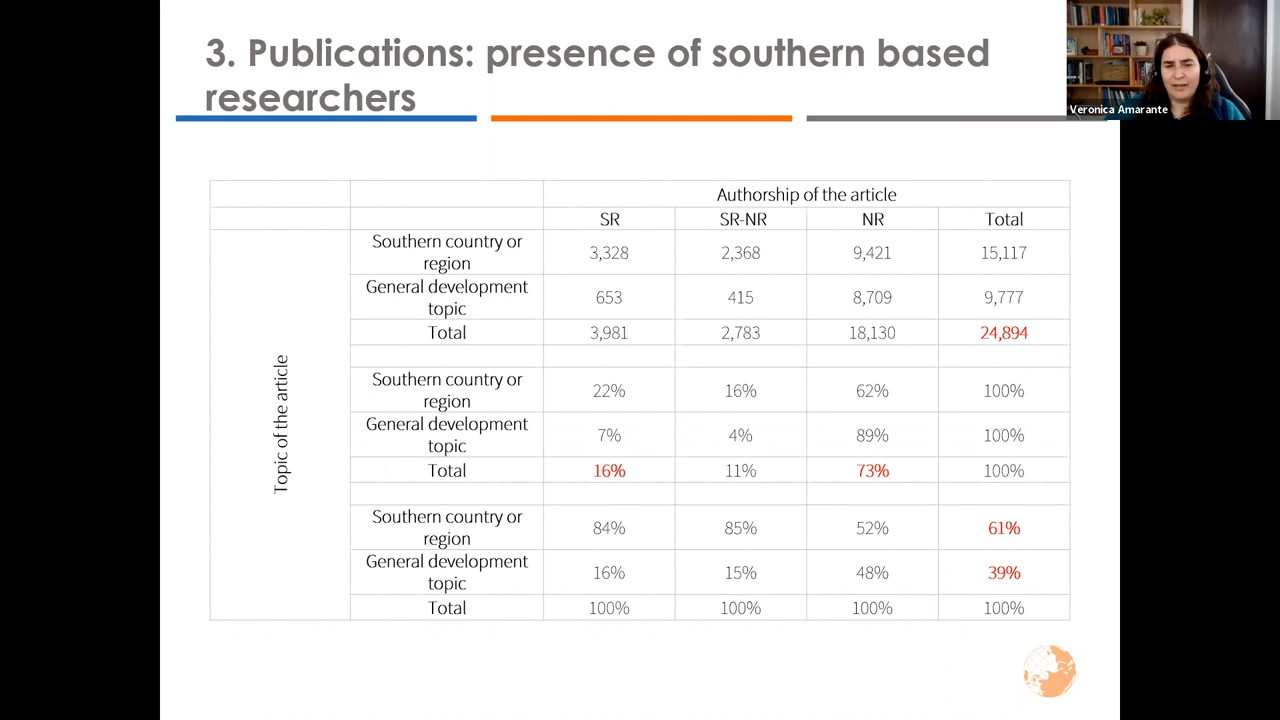 3. Publications: presence of southern based
researchers
Veronica Amarante
Authorship of the article
SR SR-NR NR Total
Topic of the article
Southern country or
region
3,328 2,368 9,421 15,117
General development
topic
653 415 8,709 9,777
Total 3,981 2,783 18,130 24,894
Southern country or
region
22% 16% 62% 100%
General development
topic
7% 4% 89% 100%
Total 16% 11% 73% 100%
Southern country or
region
84% 85% 52% 61%
General development
topic
16% 15% 48% 39%
Total 100% 100% 100% 100%